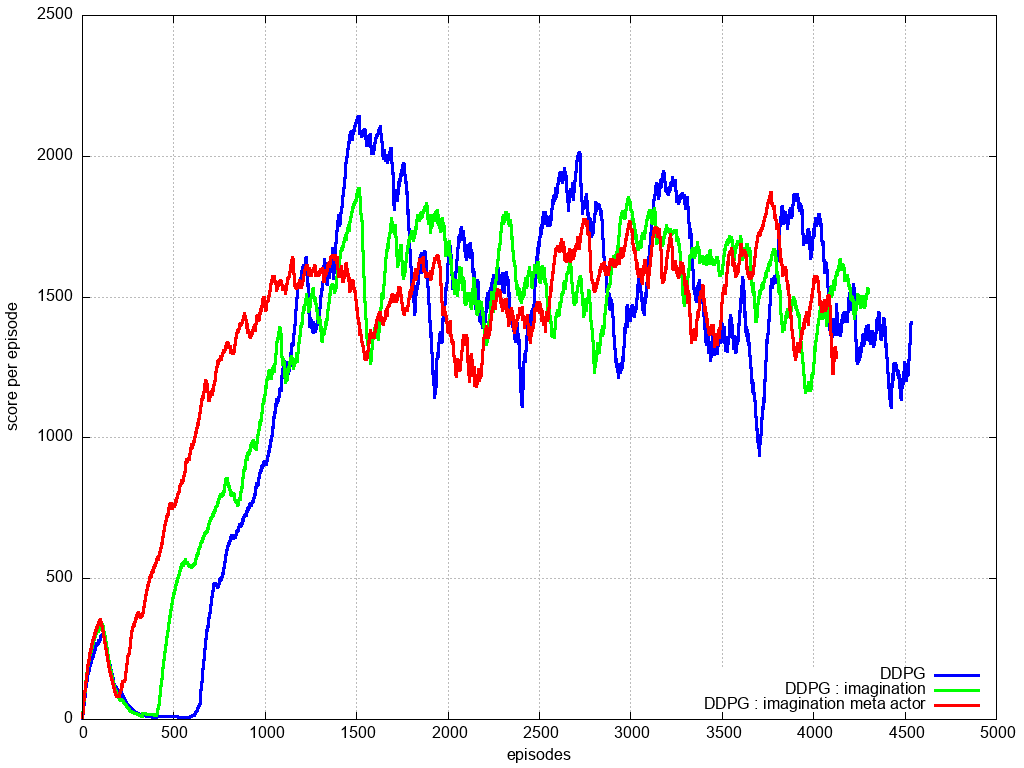 2500
2000
1500
1000
500
0
score per episode
DDPG
DDPG : imagination
DDPG : imagination meta actor
0 500 1000 1500 2000 2500 3000 3500 4000 4500 5000
episodes